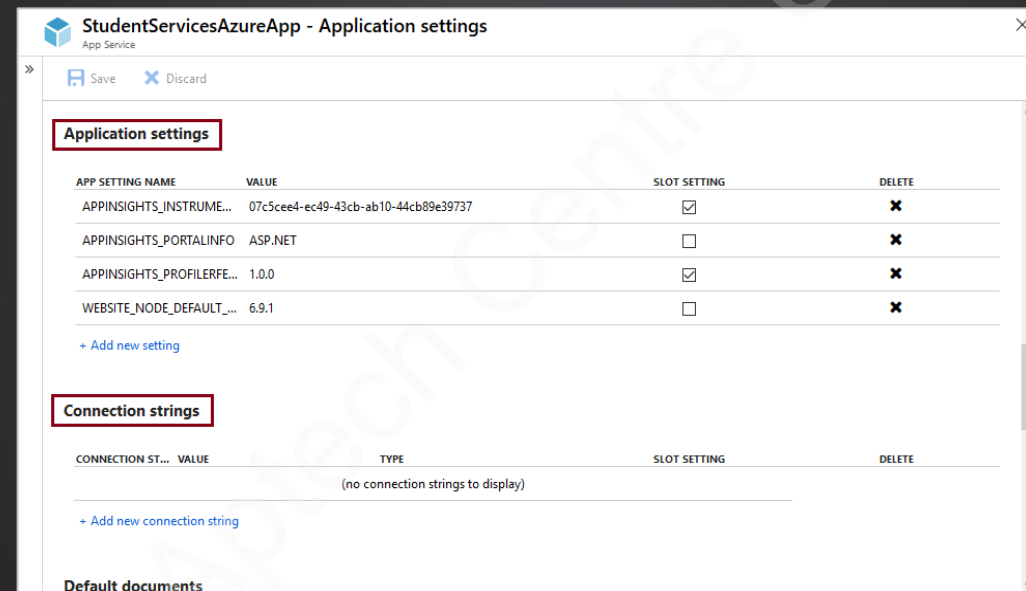 StudentServicesAzureApp - Application settings
App Service
» Save Discard
Application settings
APP SETTING NAME VALUE SLOT SETTING DELETE
APPINSIGHTS_INSTRUME... 07c5cee4-ec49-43cb-ab10-44cb89e39737
APPINSIGHTS_PORTALINFO ASP.NET
APPINSIGHTS_PROFILERFE... 1.0.0
WEBSITE_NODE_DEFAULT_... 6.9.1
+ Add new setting
Connection strings
CONNECTION ST... VALUE TYPE SLOT SETTING DELETE
(no connection strings to display)
+ Add new connection string
Default documents
Aptech Centre